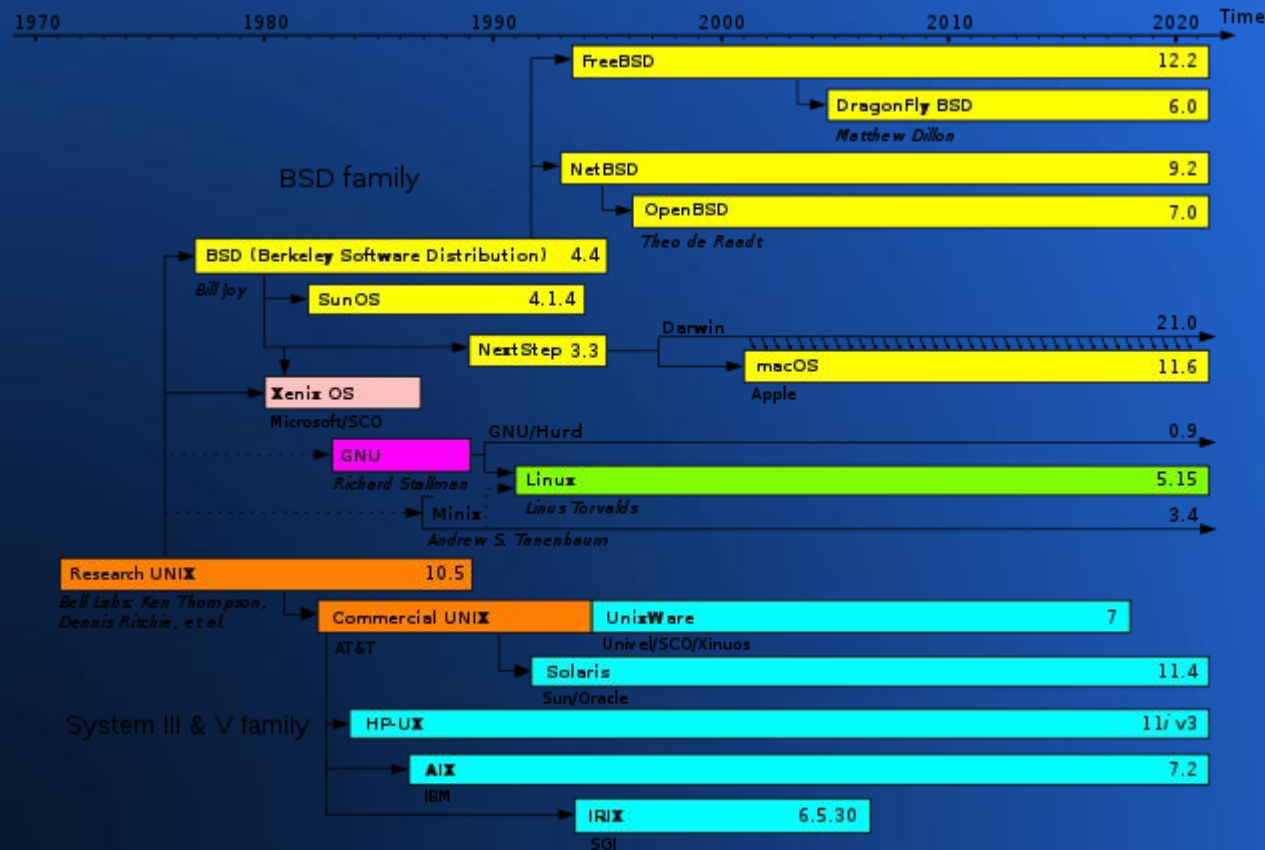 1970 1980 1990 2000 2010 2020 Time
FreeBSD 12.2
DragonFly BSD 6.0
Matthew Dillon
NetBSD 9.2
BSD family
OpenBSD 7.0
Theo de Raadt
BSD (Berkeley Software Distribution) 4.4
Bill Joy
SunOS 4.1.4
Darwin 21.0
NextStep 3.3
macOS 11.6
Apple
Xenix OS
Microsoft/SCO
GNU/Hurd 0.9
GNU
Richard Stallman
Linux 5.15
Linus Torvalds
Minix 3.4
Andrew S. Tanenbaum
Research UNIX 10.5
Bell Labs: Ken Thompson,
Dennis Ritchie, et al.
Commercial UNIX
AT&T
UnixWare 7
Univel/SCO/Xinuos
Solaris 11.4
Sun/Oracle
System III & V family
HP-UX 11i v3
AIX 7.2
IBM
IRIX 6.5.30
SGI